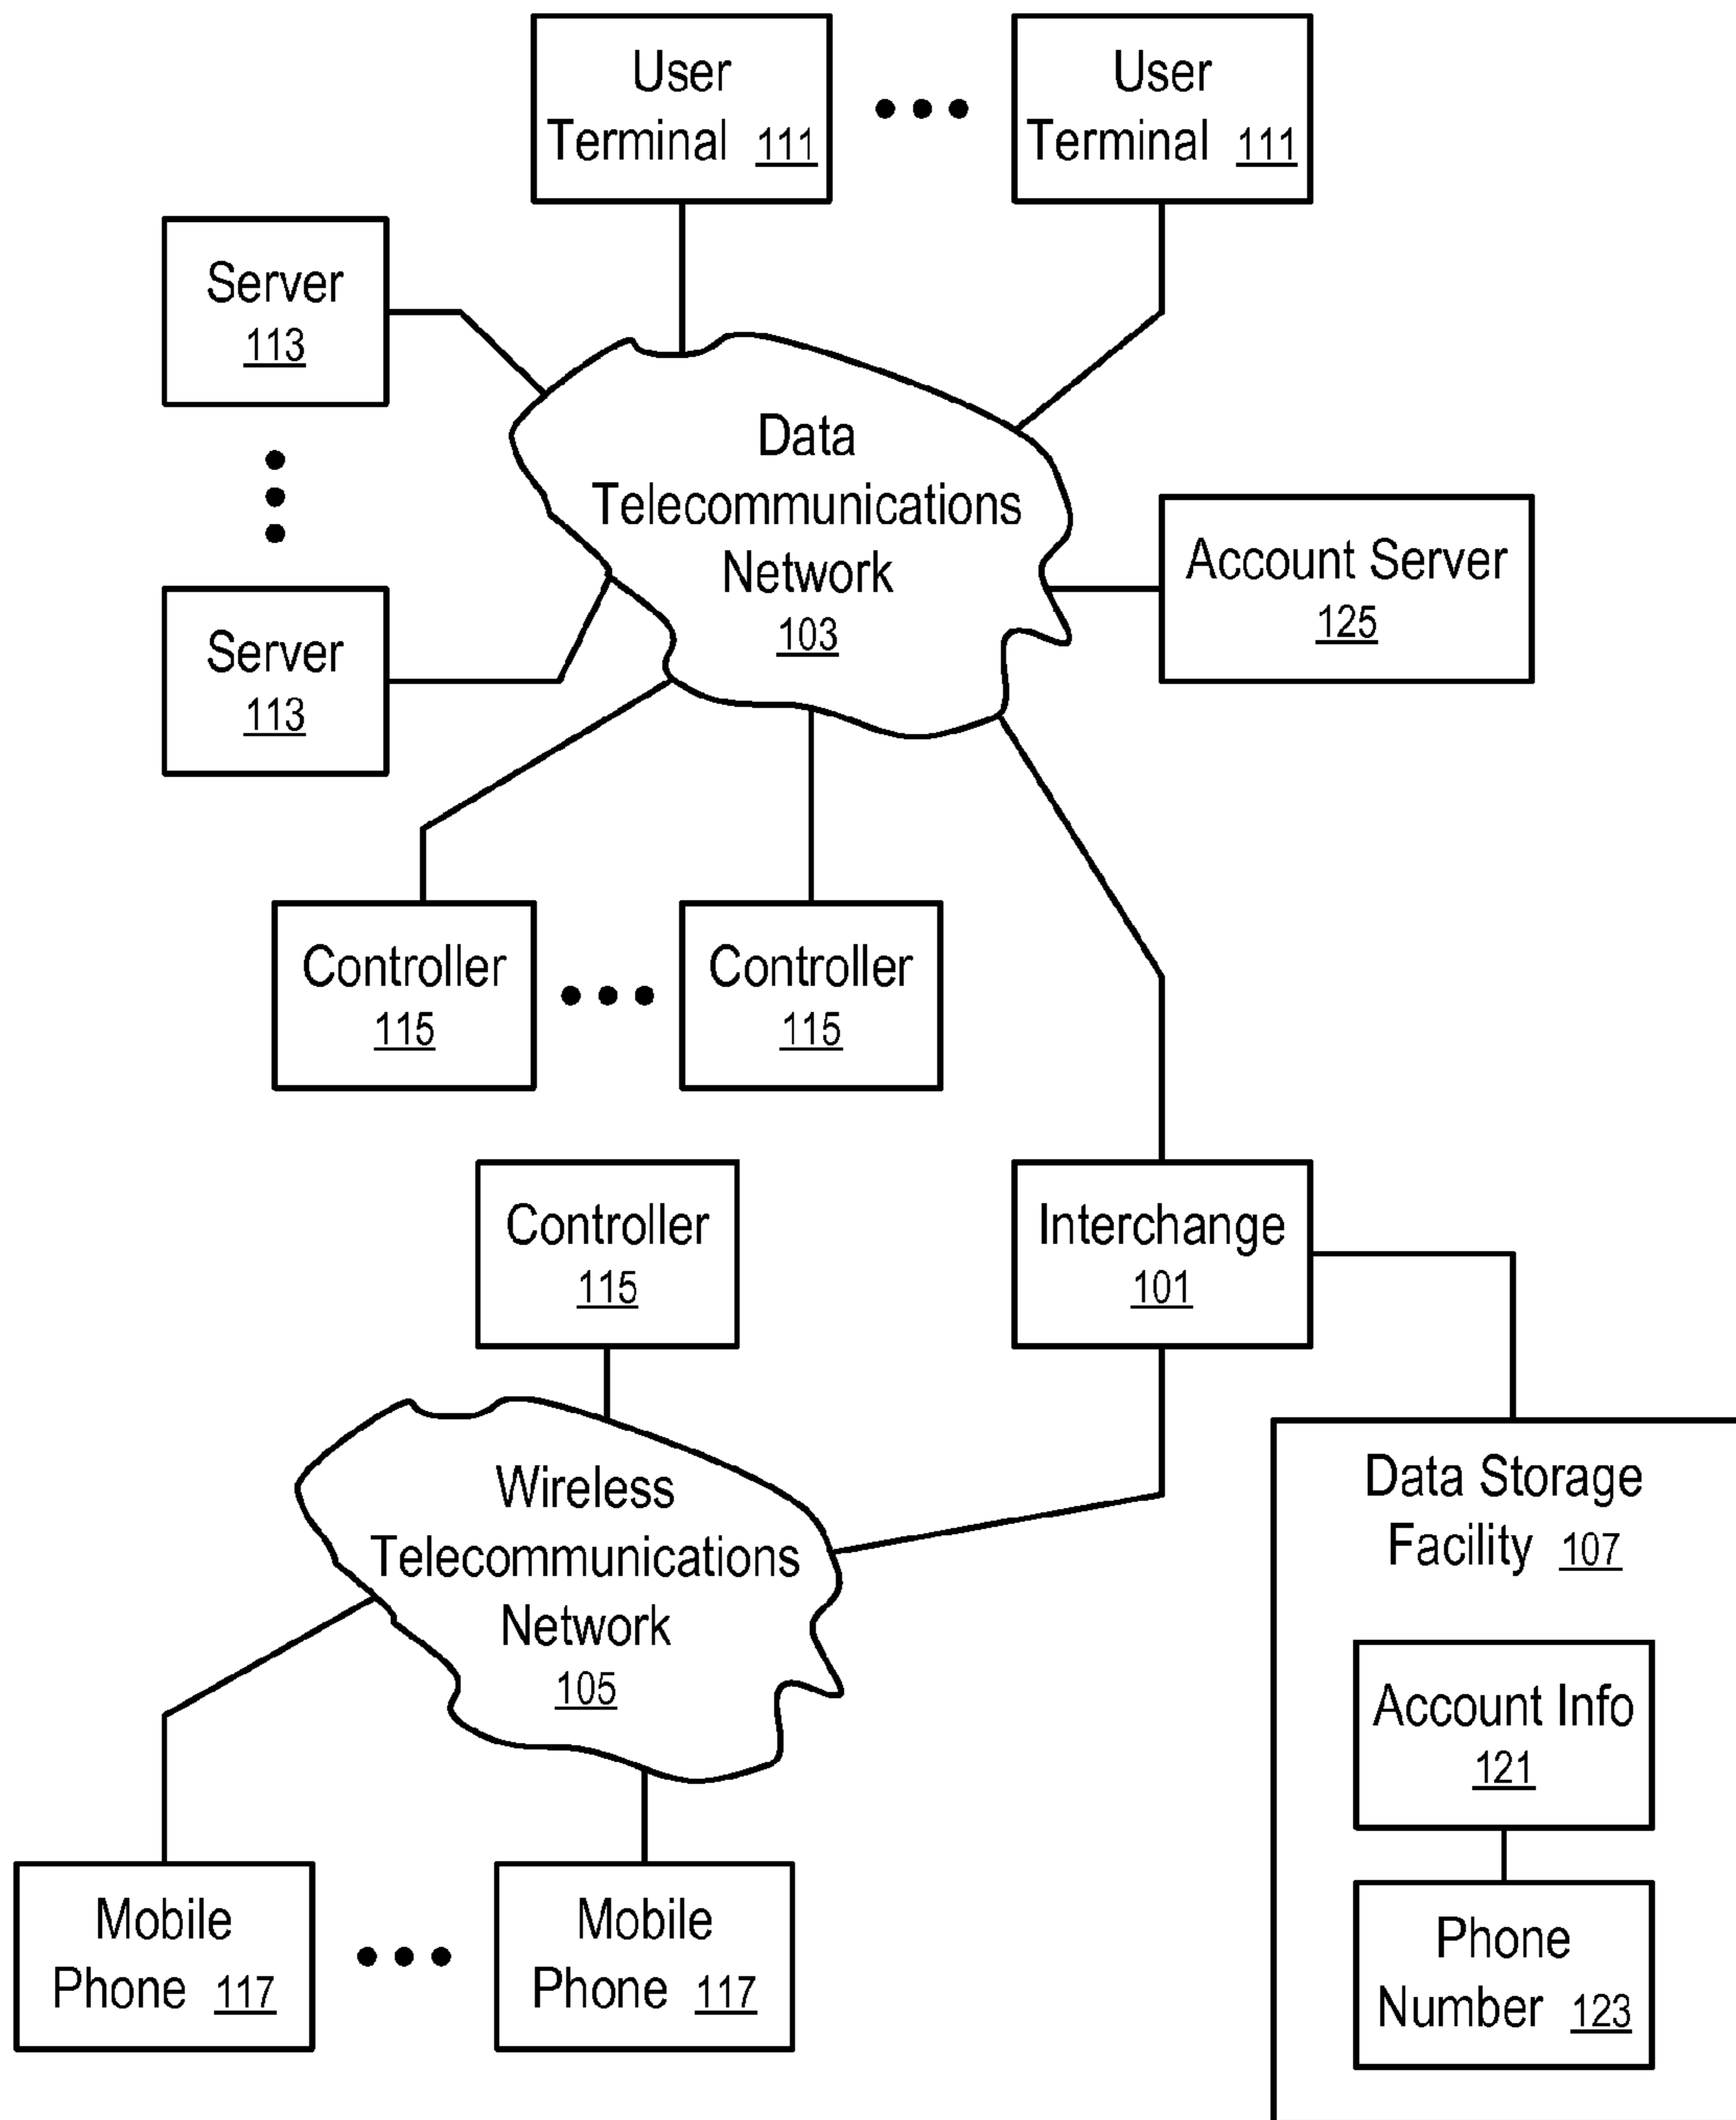 User
Terminal 111
User
Terminal 111
Server
113
Data
Telecommunications
Network
103
Account Server
125
Server
113
Controller
115
Controller
115
Controller
115
Interchange
101
Wireless
Telecommunications
Network
105
Data Storage
Facility 107
Account Info
121
Mobile
Phone 117
Mobile
Phone 117
Phone
Number 123